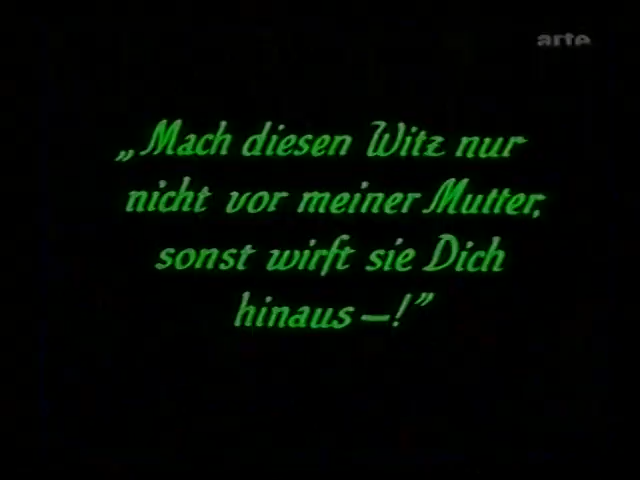 arte
„Mach diesen Witz nur
nicht vor meiner Mutter,
sonst wirft sie Dich
hinaus—!”